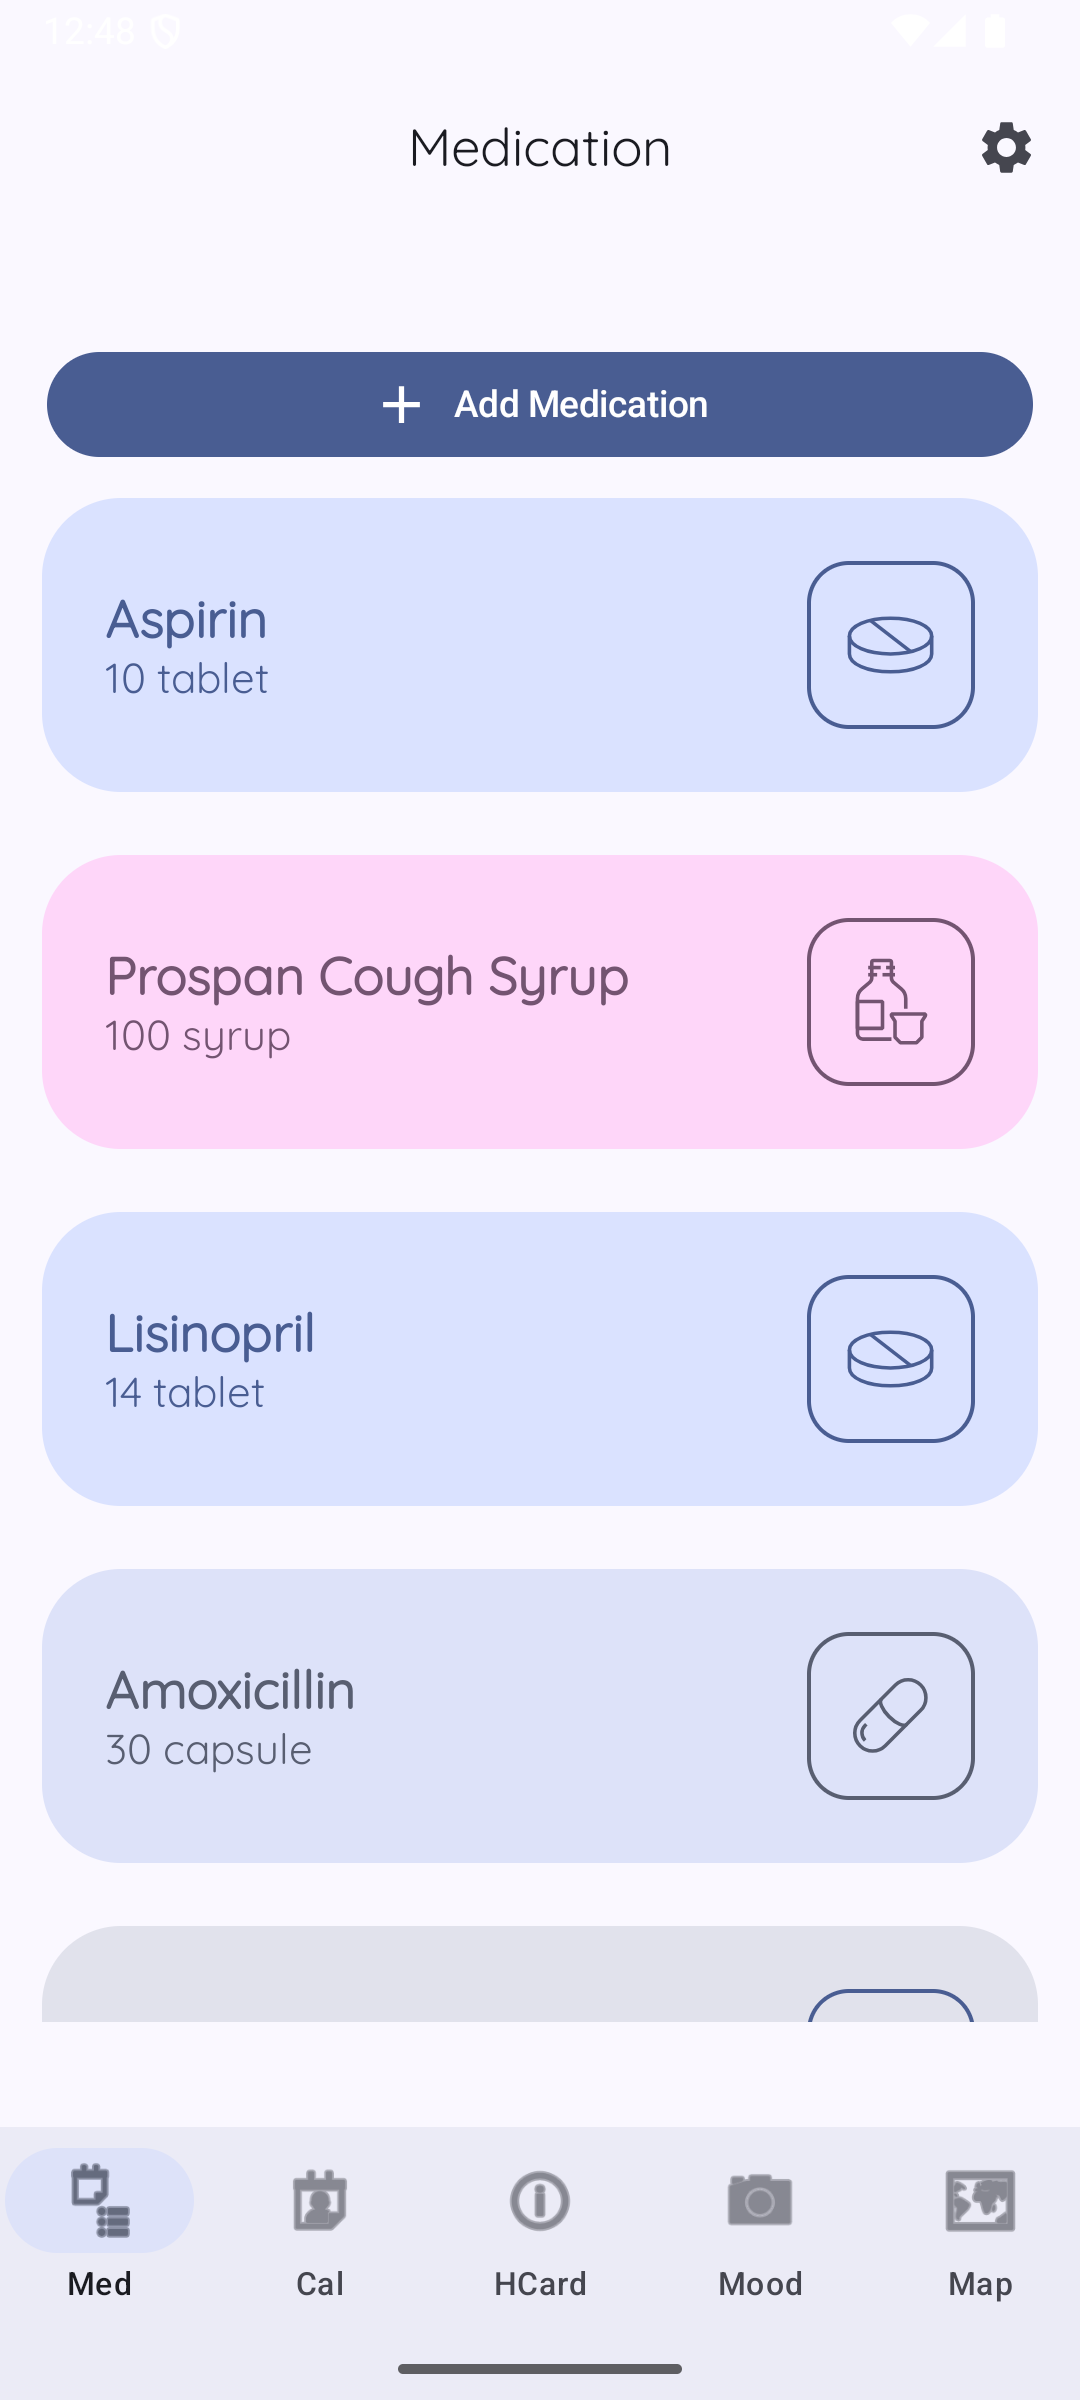 12:48
Medication
Add Medication
Aspirin
10 tablet
Prospan Cough Syrup
100 syrup
Lisinopril
14 tablet
Amoxicillin
30 capsule
Med
Cal
HCard
Mood
Map